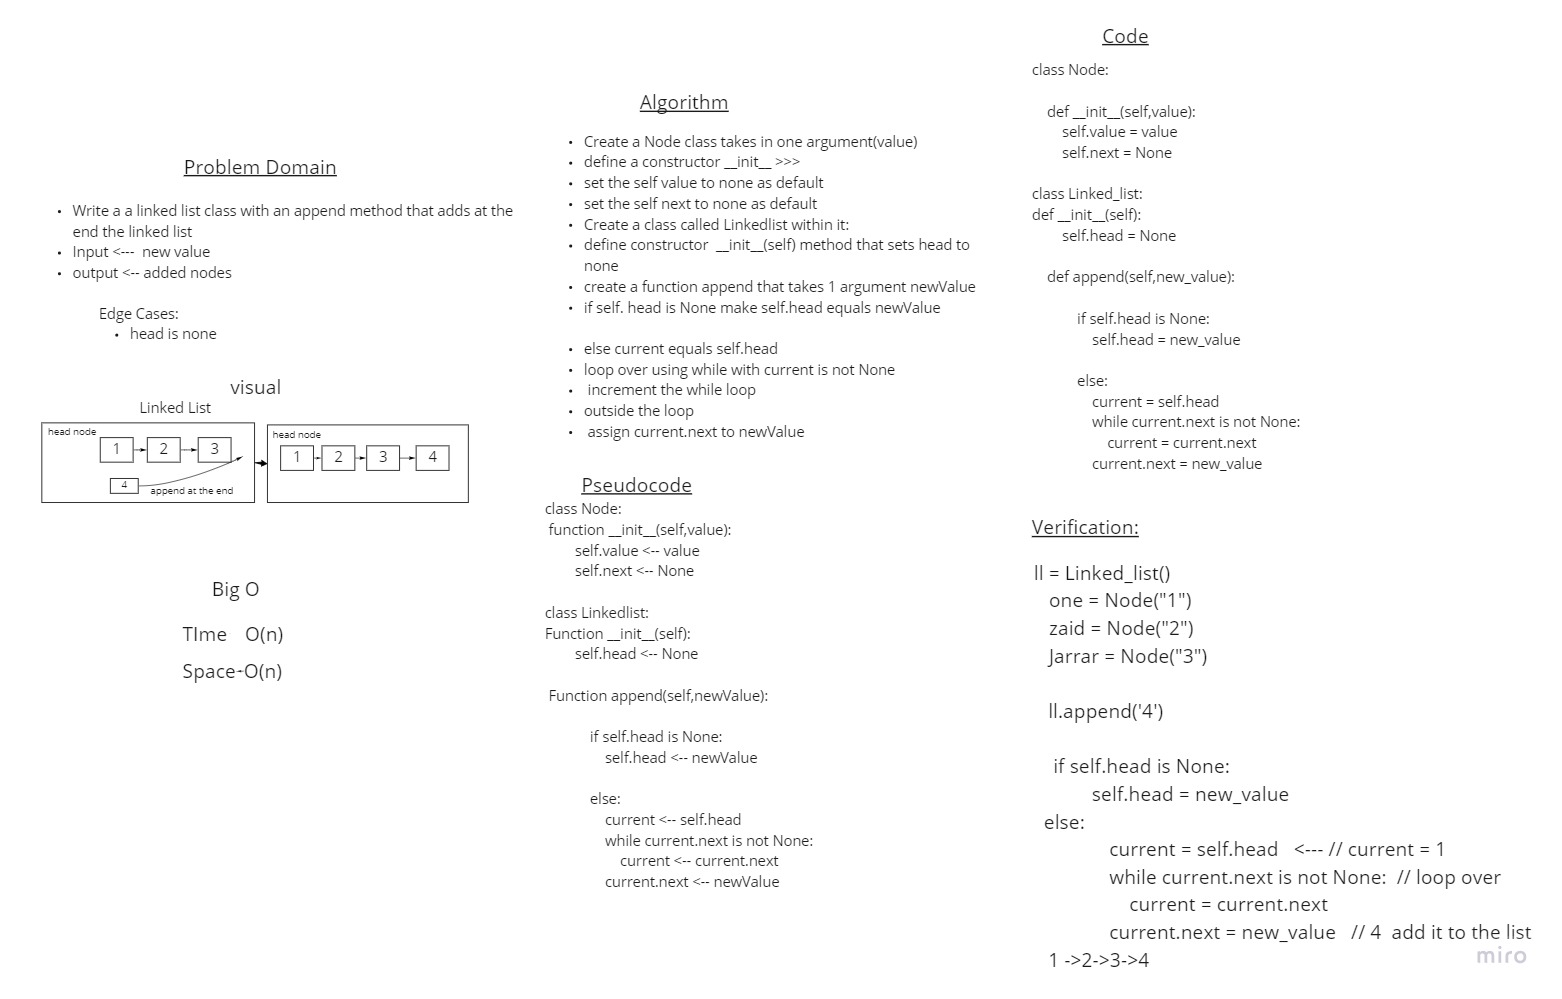 Problem Domain
• Write a a linked list class with an append method that adds at the
end the linked list
• Input <--- new value
• output <-- added nodes
Edge Cases:
• head is none
visual
Linked List
head node
1
2
3
4
append at the end
head node
1
2
3
4
Big O
TIme O(n)
Space-O(n)
Algorithm
• Create a Node class takes in one argument(value)
• define a constructor __init__ >>>
• set the self value to none as default
• set the self next to none as default
• Create a class called Linkedlist within it:
• define constructor __init__(self) method that sets head to
none
• create a function append that takes 1 argument newValue
• if self. head is None make self.head equals newValue
• else current equals self.head
• loop over using while with current is not None
• increment the while loop
• outside the loop
• assign current.next to newValue
Pseudocode
class Node:
function __init__(self,value):
self.value <-- value
self.next <-- None
class Linkedlist:
Function __init__(self):
self.head <-- None
Function append(self,newValue):
if self.head is None:
self.head <-- newValue
else:
current <-- self.head
while current.next is not None:
current <-- current.next
current.next <-- newValue
Code
class Node:
def __init__(self,value):
self.value = value
self.next = None
class Linked_list:
def __init__(self):
self.head = None
def append(self,new_value):
if self.head is None:
self.head = new_value
else:
current = self.head
while current.next is not None:
current = current.next
current.next = new_value
Verification:
ll = Linked_list()
one = Node("1")
zaid = Node("2")
Jarrar = Node("3")
ll.append('4')
if self.head is None:
self.head = new_value
else:
current = self.head <--- // current = 1
while current.next is not None: // loop over
current = current.next
current.next = new_value // 4 add it to the list
1 ->2->3->4
miro